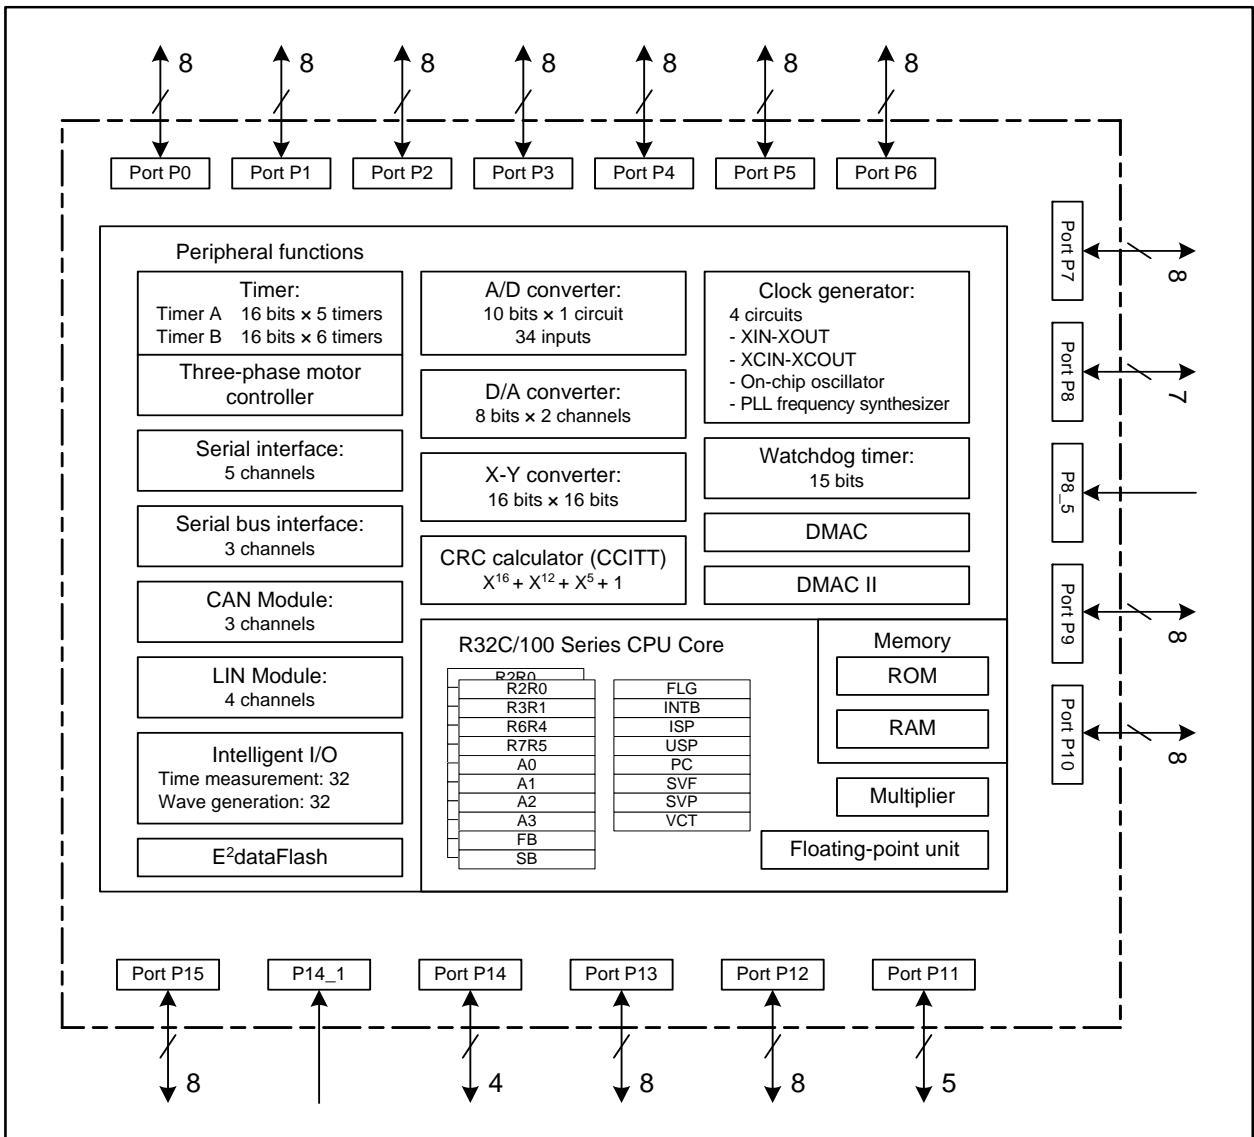 8 8 8 8 8 8 8
Port P0 Port P1 Port P2 Port P3 Port P4 Port P5 Port P6
Peripheral functions
Timer:
Timer A 16 bits × 5 timers
Timer B 16 bits × 6 timers
Three-phase motor
controller
Serial interface:
5 channels
Serial bus interface:
3 channels
CAN Module:
3 channels
LIN Module:
4 channels
Intelligent I/O
Time measurement: 32
Wave generation: 32
E²dataFlash
A/D converter:
10 bits × 1 circuit
34 inputs
D/A converter:
8 bits × 2 channels
X-Y converter:
16 bits × 16 bits
CRC calculator (CCITT)
X¹⁶ + X¹² + X⁵ + 1
Clock generator:
4 circuits
- XIN-XOUT
- XCIN-XCOUT
- On-chip oscillator
- PLL frequency synthesizer
Watchdog timer:
15 bits
DMAC
DMAC II
R32C/100 Series CPU Core
R2R0
R2R0
R3R1
R6R4
R7R5
A0
A1
A2
A3
FB
SB
FLG
INTB
ISP
USP
PC
SVF
SVP
VCT
Memory
ROM
RAM
Multiplier
Floating-point unit
Port P7
8
Port P8
7
P8_5
Port P9
8
Port P10
8
Port P15 P14_1 Port P14 Port P13 Port P12 Port P11
8 4 8 8 5